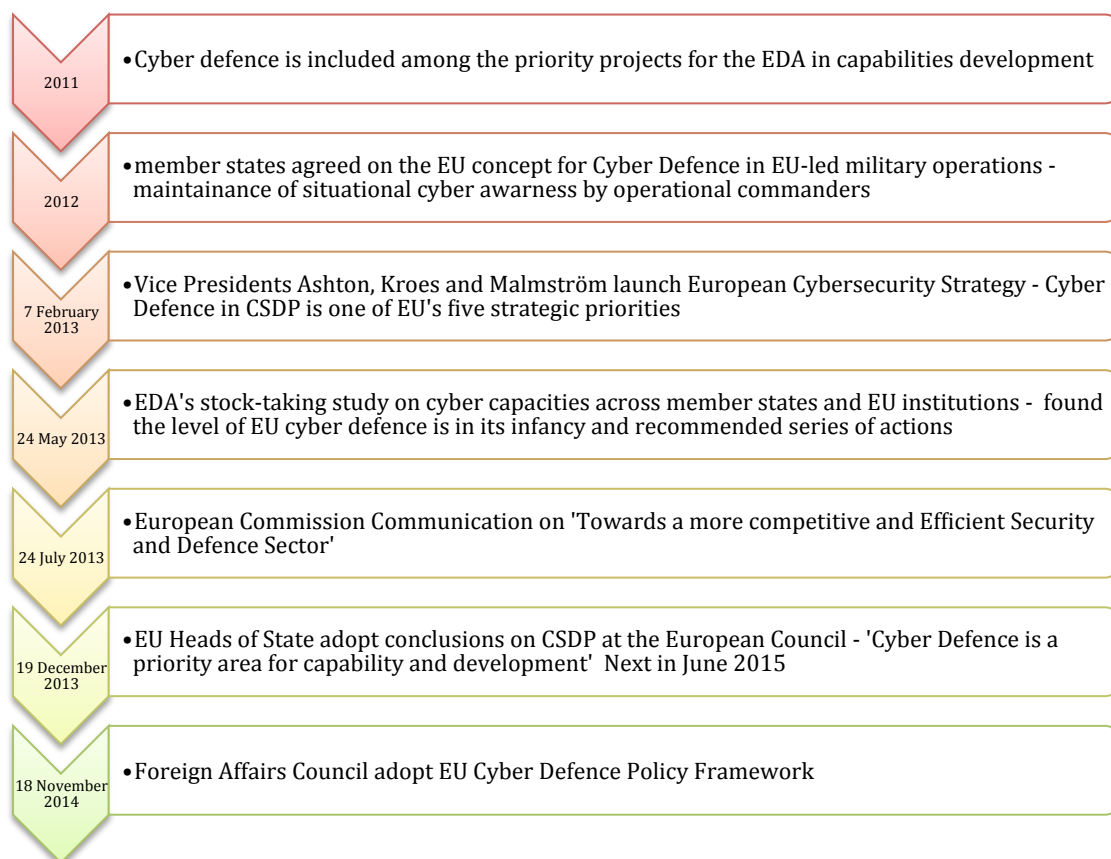 2011
•Cyber defence is included among the priority projects for the EDA in capabilities development
2012
•member states agreed on the EU concept for Cyber Defence in EU-led military operations -
maintainance of situational cyber awarness by operational commanders
7 February
2013
•Vice Presidents Ashton, Kroes and Malmström launch European Cybersecurity Strategy - Cyber
Defence in CSDP is one of EU's five strategic priorities
24 May 2013
•EDA's stock-taking study on cyber capacities across member states and EU institutions - found
the level of EU cyber defence is in its infancy and recommended series of actions
24 July 2013
•European Commission Communication on 'Towards a more competitive and Efficient Security
and Defence Sector'
19 December
2013
•EU Heads of State adopt conclusions on CSDP at the European Council - 'Cyber Defence is a
priority area for capability and development' Next in June 2015
18 November
2014
•Foreign Affairs Council adopt EU Cyber Defence Policy Framework